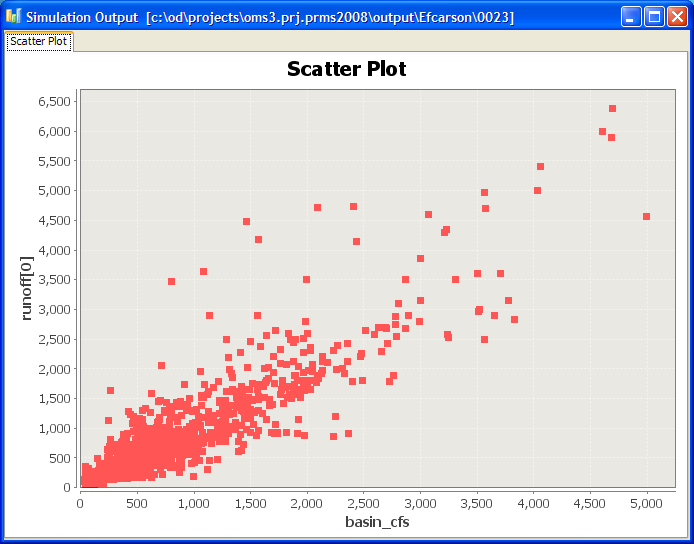 Simulation Output [c:\od\projects\oms3.prj.prms2008\output\Efcarson\0023]
Scatter Plot
Scatter Plot
6,500
6,000
5,500
5,000
4,500
4,000
3,500
3,000
2,500
2,000
1,500
1,000
500
0
runoff[0]
0 500 1,000 1,500 2,000 2,500 3,000 3,500 4,000 4,500 5,000
basin_cfs